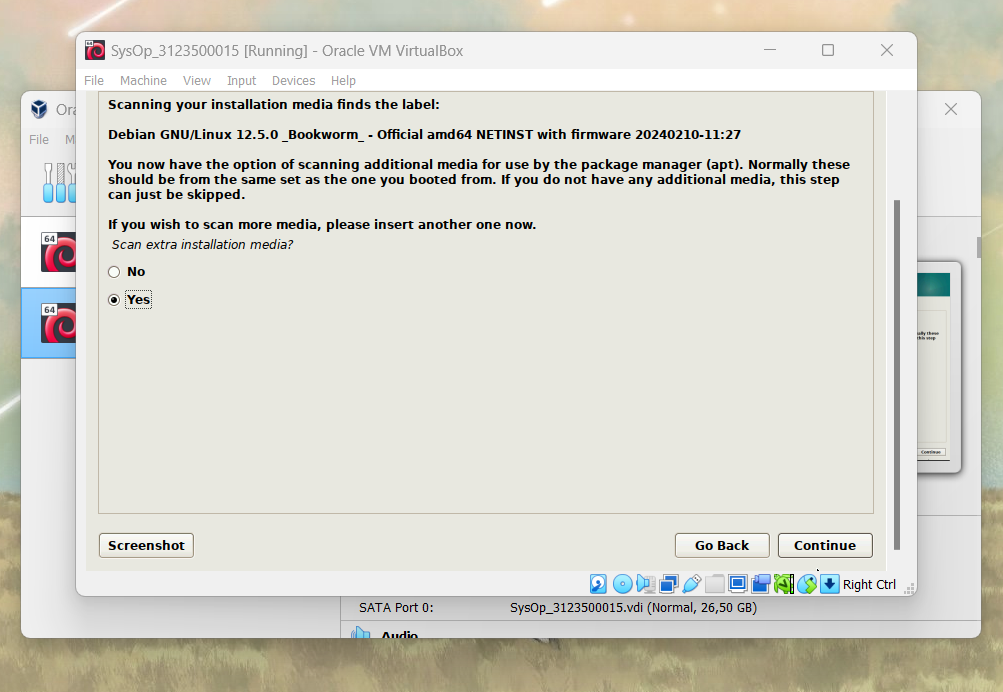 SysOp_3123500015 [Running] - Oracle VM VirtualBox
File Machine View Input Devices Help
Scanning your installation media finds the label:
Debian GNU/Linux 12.5.0 _Bookworm_ - Official amd64 NETINST with firmware 20240210-11:27
You now have the option of scanning additional media for use by the package manager (apt). Normally these
should be from the same set as the one you booted from. If you do not have any additional media, this step
can just be skipped.
If you wish to scan more media, please insert another one now.
Scan extra installation media?
No
Yes
Screenshot
Go Back
Continue
Right Ctrl
Ora
File M
64
64
64
ally these
this step
Continue
SATA Port 0: SysOp_3123500015.vdi (Normal, 26,50 GB)
Audio